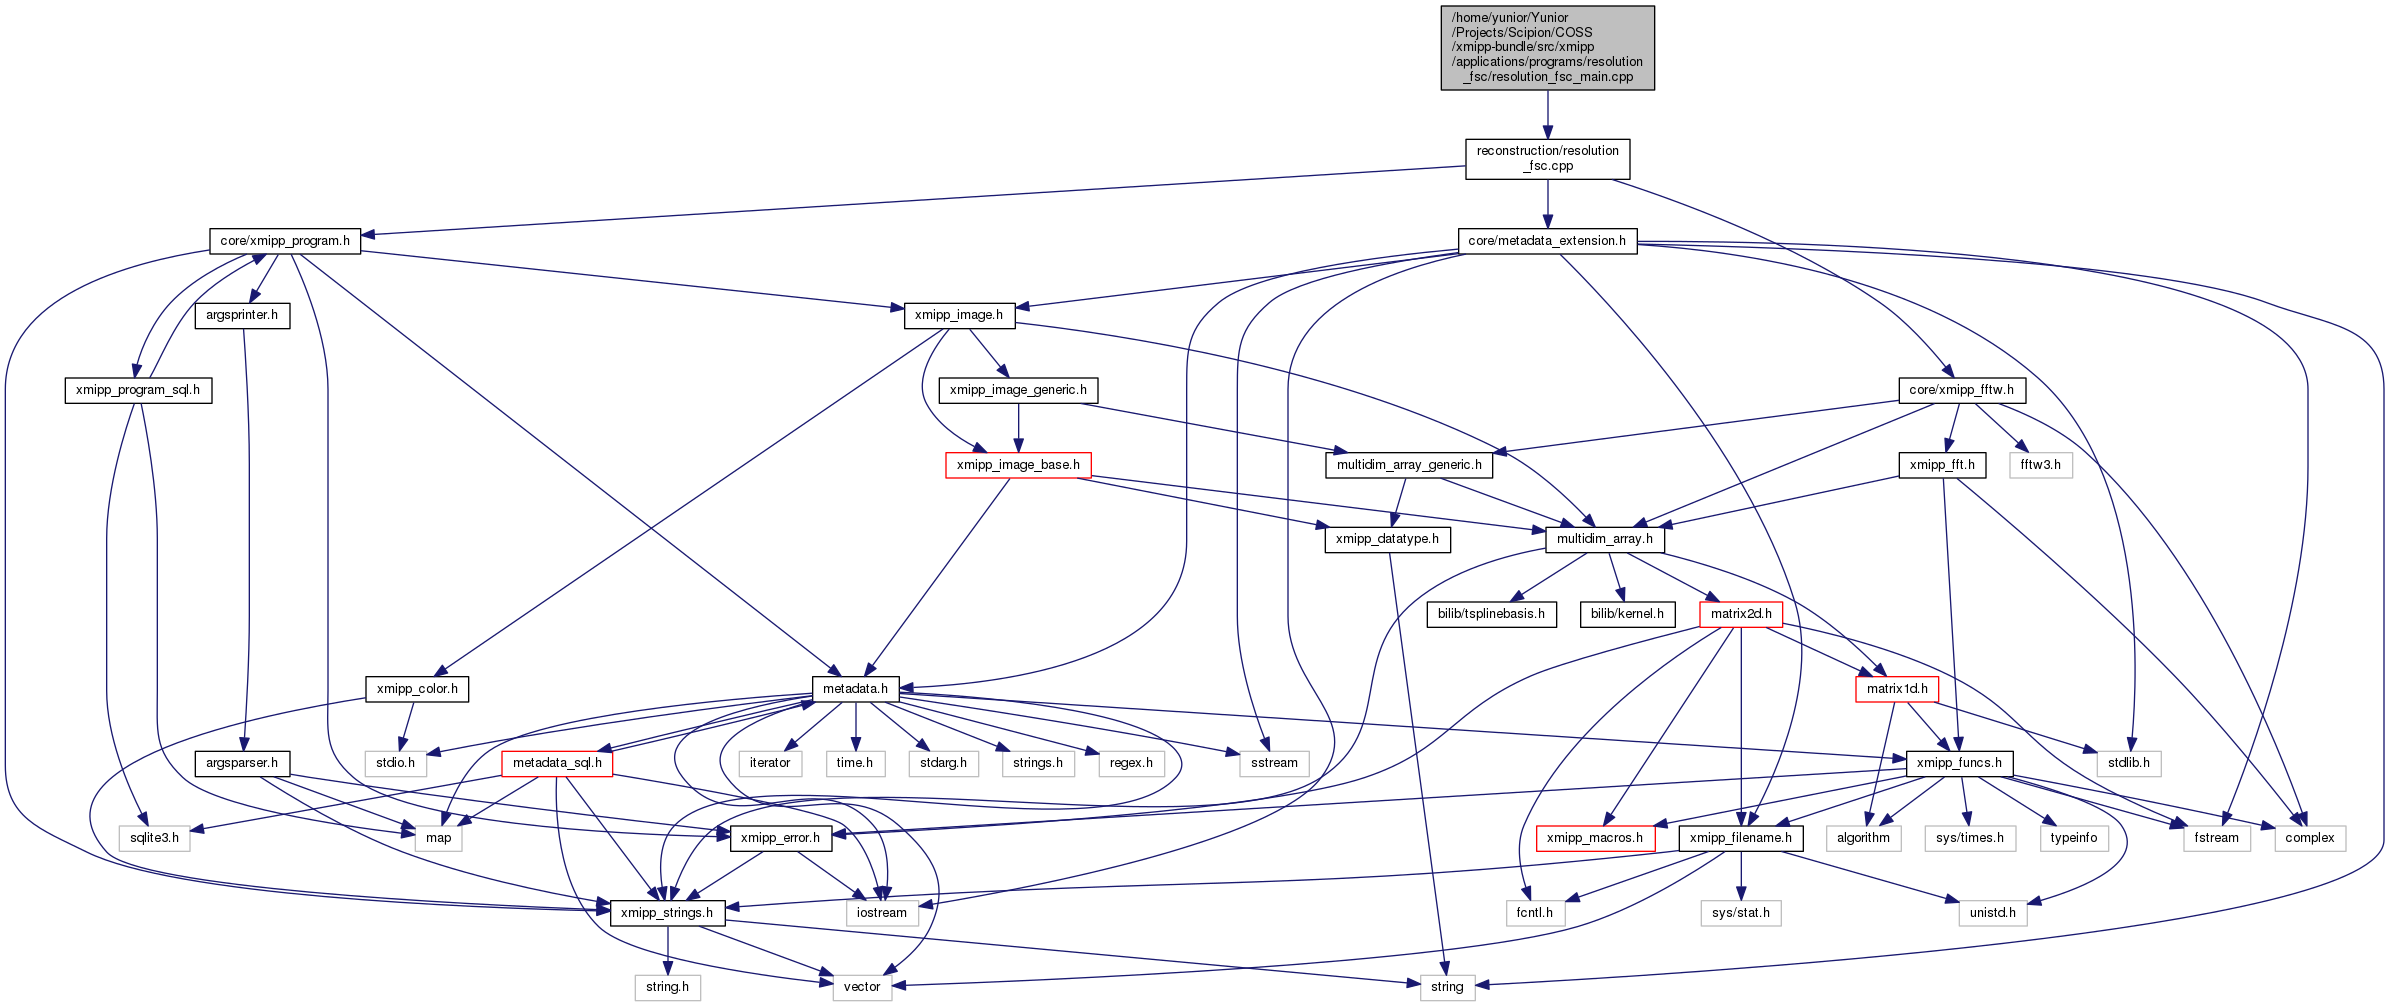 /home/yunior/Yunior
/Projects/Scipion/COSS
/xmipp-bundle/src/xmipp
/applications/programs/resolution
_fsc/resolution_fsc_main.cpp
reconstruction/resolution
_fsc.cpp
core/xmipp_program.h
core/metadata_extension.h
argsprinter.h
xmipp_image.h
xmipp_program_sql.h
xmipp_image_generic.h
core/xmipp_fftw.h
xmipp_image_base.h
multidim_array_generic.h
xmipp_fft.h
fftw3.h
xmipp_datatype.h
multidim_array.h
bilib/tsplinebasis.h
bilib/kernel.h
matrix2d.h
xmipp_color.h
metadata.h
matrix1d.h
argsparser.h
stdio.h
metadata_sql.h
iterator
time.h
stdarg.h
strings.h
regex.h
sstream
xmipp_funcs.h
stdlib.h
sqlite3.h
map
xmipp_error.h
xmipp_macros.h
xmipp_filename.h
algorithm
sys/times.h
typeinfo
fstream
complex
xmipp_strings.h
iostream
fcntl.h
sys/stat.h
unistd.h
string.h
vector
string